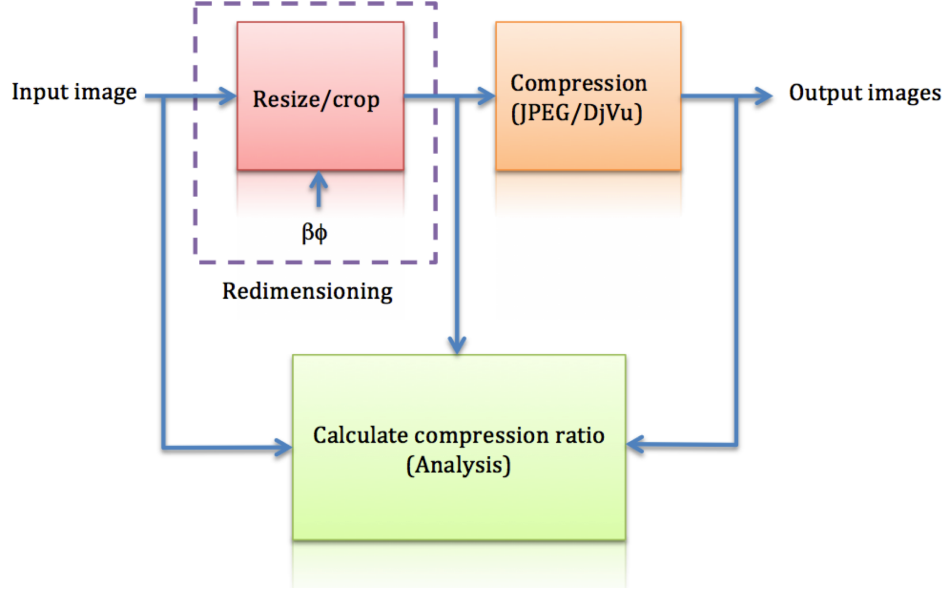 Input image
Resize/crop
Compression
(JPEG/DjVu)
Output images
βϕ
Redimensioning
Calculate compression ratio
(Analysis)